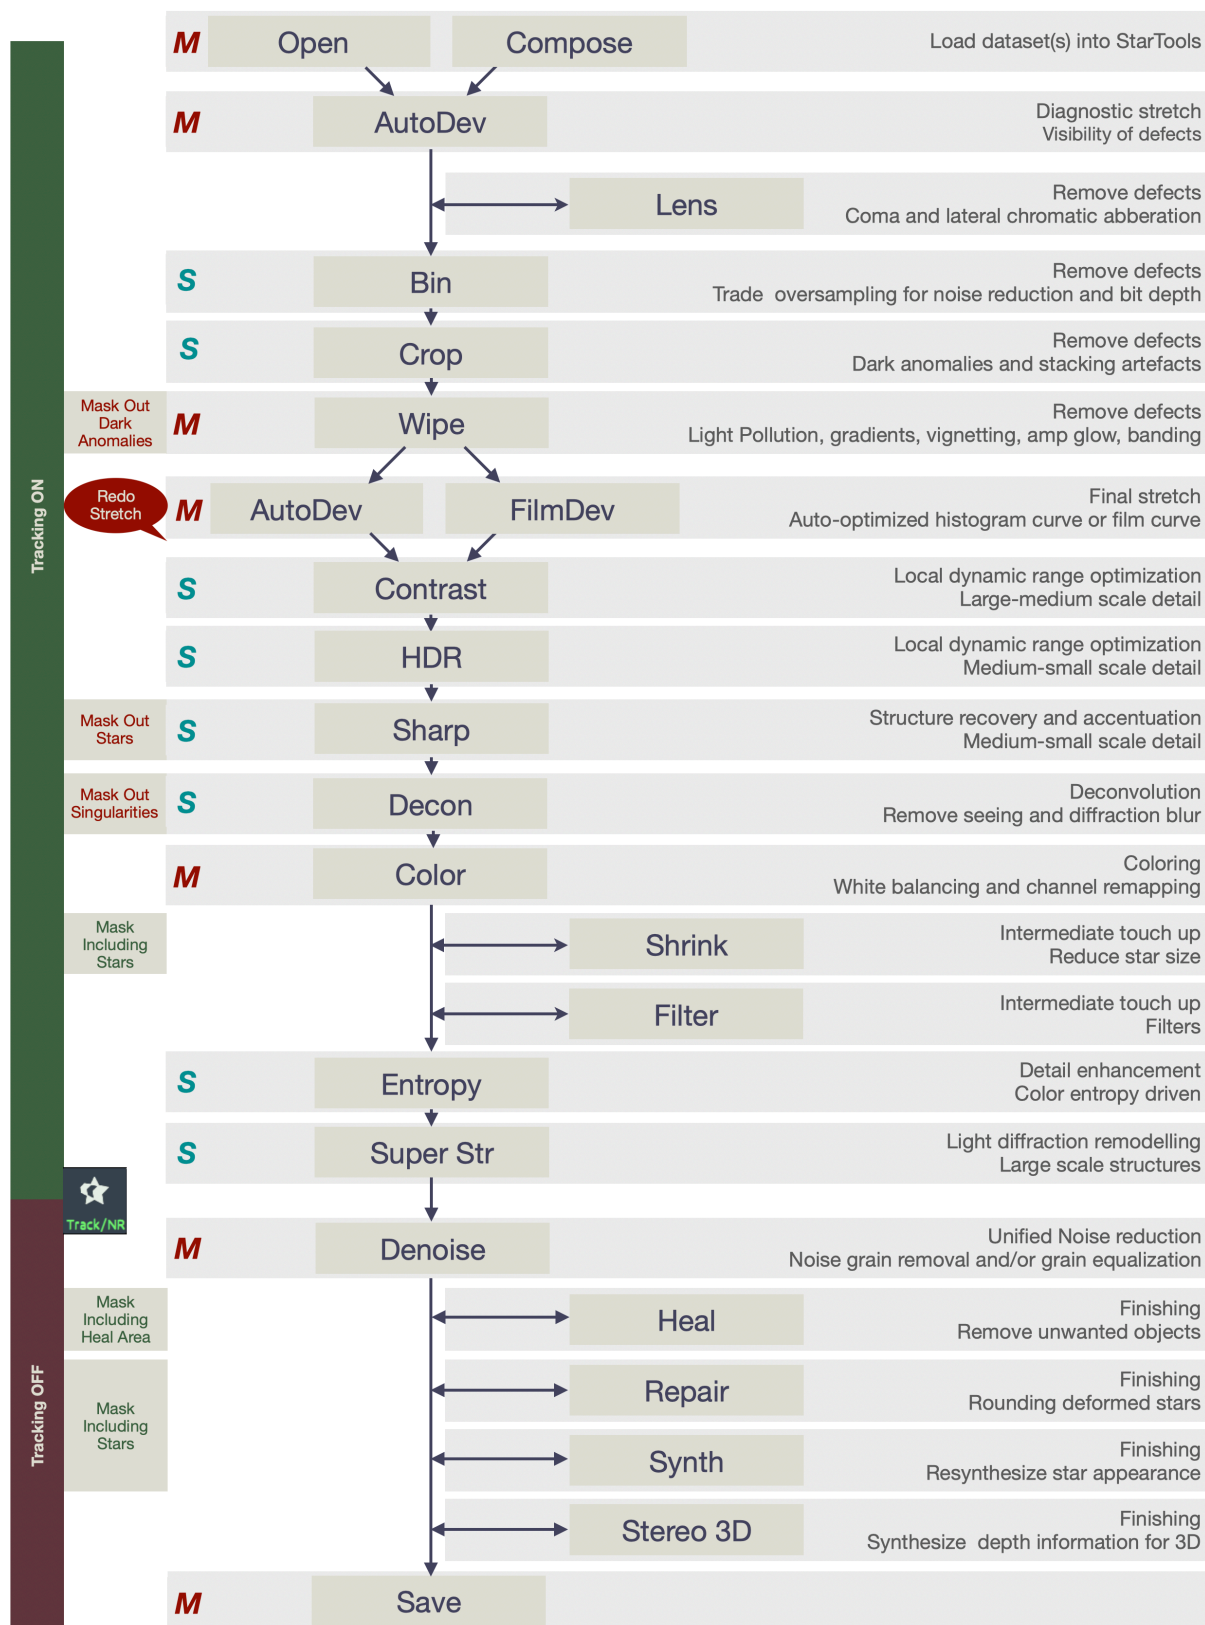 M
Open
Compose
Load dataset(s) into StarTools
M
AutoDev
Diagnostic stretch
Visibility of defects
Lens
Remove defects
Coma and lateral chromatic abberation
S
Bin
Remove defects
Trade oversampling for noise reduction and bit depth
S
Crop
Remove defects
Dark anomalies and stacking artefacts
Mask Out
Dark
Anomalies
M
Wipe
Remove defects
Light Pollution, gradients, vignetting, amp glow, banding
Tracking ON
Redo
Stretch
M
AutoDev
FilmDev
Final stretch
Auto-optimized histogram curve or film curve
S
Contrast
Local dynamic range optimization
Large-medium scale detail
S
HDR
Local dynamic range optimization
Medium-small scale detail
Mask Out
Stars
S
Sharp
Structure recovery and accentuation
Medium-small scale detail
Mask Out
Singularities
S
Decon
Deconvolution
Remove seeing and diffraction blur
M
Color
Coloring
White balancing and channel remapping
Mask
Including
Stars
Shrink
Intermediate touch up
Reduce star size
Filter
Intermediate touch up
Filters
S
Entropy
Detail enhancement
Color entropy driven
S
Super Str
Light diffraction remodelling
Large scale structures
Track/NR
M
Denoise
Unified Noise reduction
Noise grain removal and/or grain equalization
Mask
Including
Heal Area
Heal
Finishing
Remove unwanted objects
Tracking OFF
Mask
Including
Stars
Repair
Finishing
Rounding deformed stars
Synth
Finishing
Resynthesize star appearance
Stereo 3D
Finishing
Synthesize depth information for 3D
M
Save